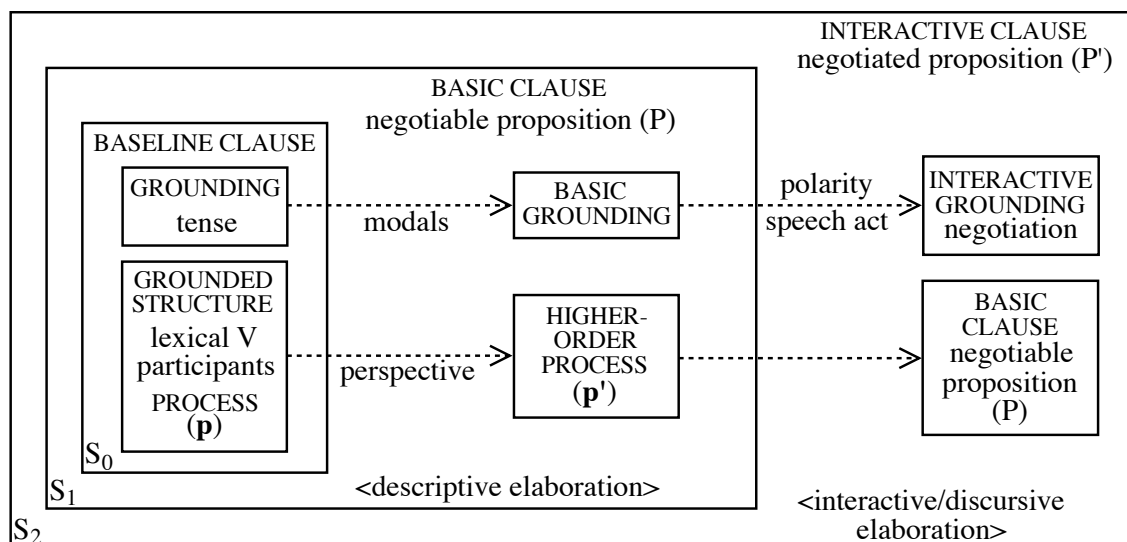 INTERACTIVE CLAUSE
negotiated proposition (P')
BASIC CLAUSE
negotiable proposition (P)
BASELINE CLAUSE
GROUNDING
tense
modals
BASIC
GROUNDING
polarity
speech act
INTERACTIVE
GROUNDING
negotiation
GROUNDED
STRUCTURE
lexical V
participants
PROCESS
(p)
perspective
HIGHER-
ORDER
PROCESS
(p')
BASIC
CLAUSE
negotiable
proposition
(P)
S₀
S₁
<descriptive elaboration>
S₂
<interactive/discursive
elaboration>